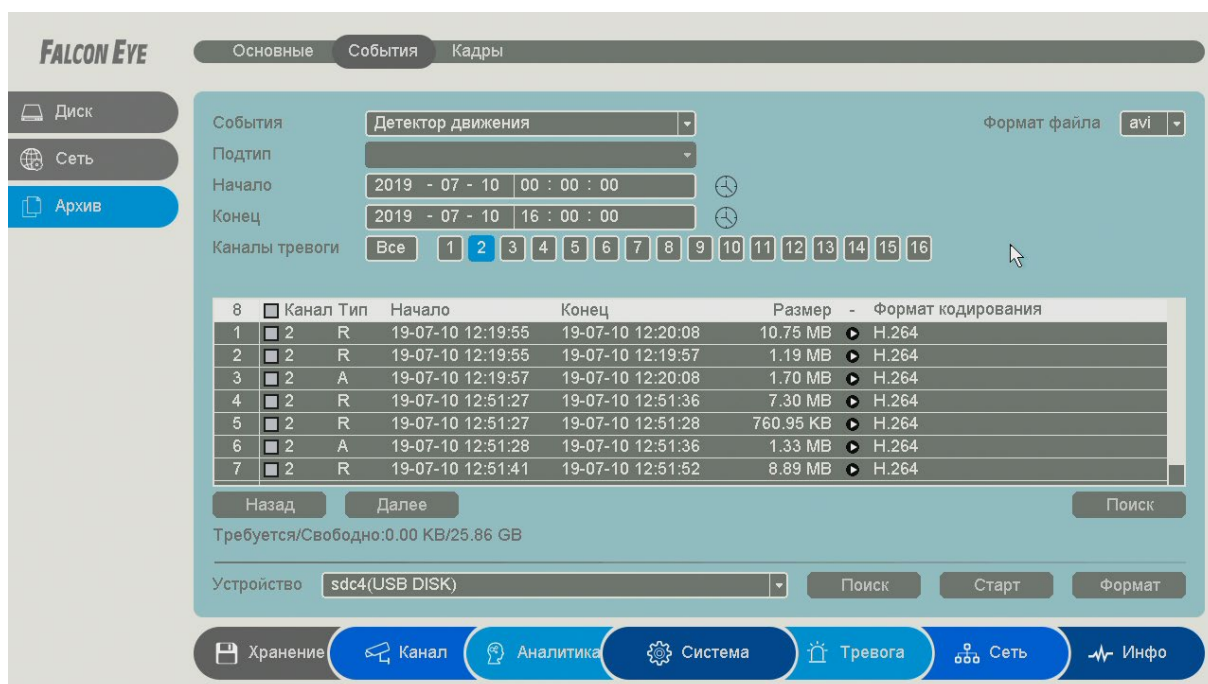 FALCON EYE
Основные События Кадры
Диск
Сеть
Архив
События Детектор движения Формат файла avi
Подтип
Начало 2019 - 07 - 10 00 : 00 : 00
Конец 2019 - 07 - 10 16 : 00 : 00
Каналы тревоги Все 1 2 3 4 5 6 7 8 9 10 11 12 13 14 15 16
8 Канал Тип Начало Конец Размер - Формат кодирования
1 2 R 19-07-10 12:19:55 19-07-10 12:20:08 10.75 MB H.264
2 2 R 19-07-10 12:19:55 19-07-10 12:19:57 1.19 MB H.264
3 2 A 19-07-10 12:19:57 19-07-10 12:20:08 1.70 MB H.264
4 2 R 19-07-10 12:51:27 19-07-10 12:51:36 7.30 MB H.264
5 2 R 19-07-10 12:51:27 19-07-10 12:51:28 760.95 KB H.264
6 2 A 19-07-10 12:51:28 19-07-10 12:51:36 1.33 MB H.264
7 2 R 19-07-10 12:51:41 19-07-10 12:51:52 8.89 MB H.264
Назад Далее Поиск
Требуется/Свободно:0.00 KB/25.86 GB
Устройство sdc4(USB DISK) Поиск Старт Формат
Хранение Канал Аналитика Система Тревога Сеть Инфо